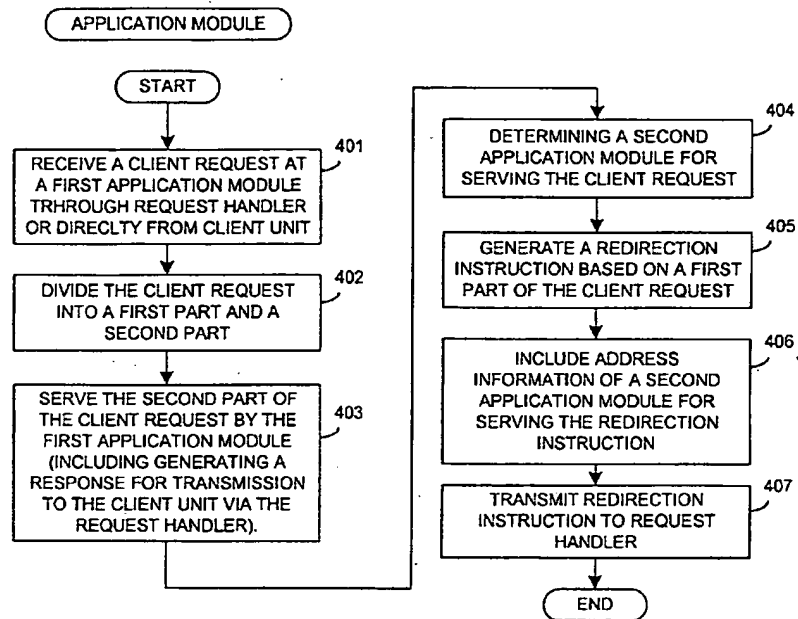 APPLICATION MODULE
START
401
RECEIVE A CLIENT REQUEST AT
A FIRST APPLICATION MODULE
TRHROUGH REQUEST HANDLER
OR DIRECLTY FROM CLIENT UNIT
402
DIVIDE THE CLIENT REQUEST
INTO A FIRST PART AND A
SECOND PART
403
SERVE THE SECOND PART OF
THE CLIENT REQUEST BY THE
FIRST APPLICATION MODULE
(INCLUDING GENERATING A
RESPONSE FOR TRANSMISSION
TO THE CLIENT UNIT VIA THE
REQUEST HANDLER).
404
DETERMINING A SECOND
APPLICATION MODULE FOR
SERVING THE CLIENT REQUEST
405
GENERATE A REDIRECTION
INSTRUCTION BASED ON A FIRST
PART OF THE CLIENT REQUEST
406
INCLUDE ADDRESS
INFORMATION OF A SECOND
APPLICATION MODULE FOR
SERVING THE REDIRECTION
INSTRUCTION
407
TRANSMIT REDIRECTION
INSTRUCTION TO REQUEST
HANDLER
END